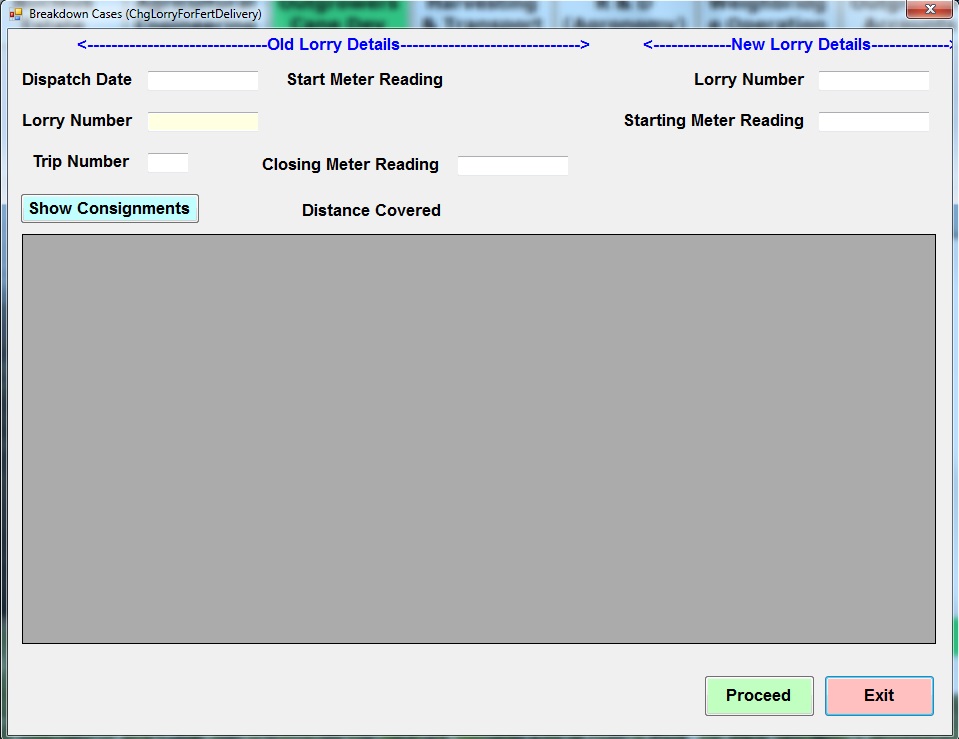 Breakdown Cases (ChgLorryForFertDelivery)
<-----------------------------Old Lorry Details----------------------------->
<-------------New Lorry Details-------------
Dispatch Date
Start Meter Reading
Lorry Number
Lorry Number
Starting Meter Reading
Trip Number
Closing Meter Reading
Show Consignments
Distance Covered
Proceed
Exit